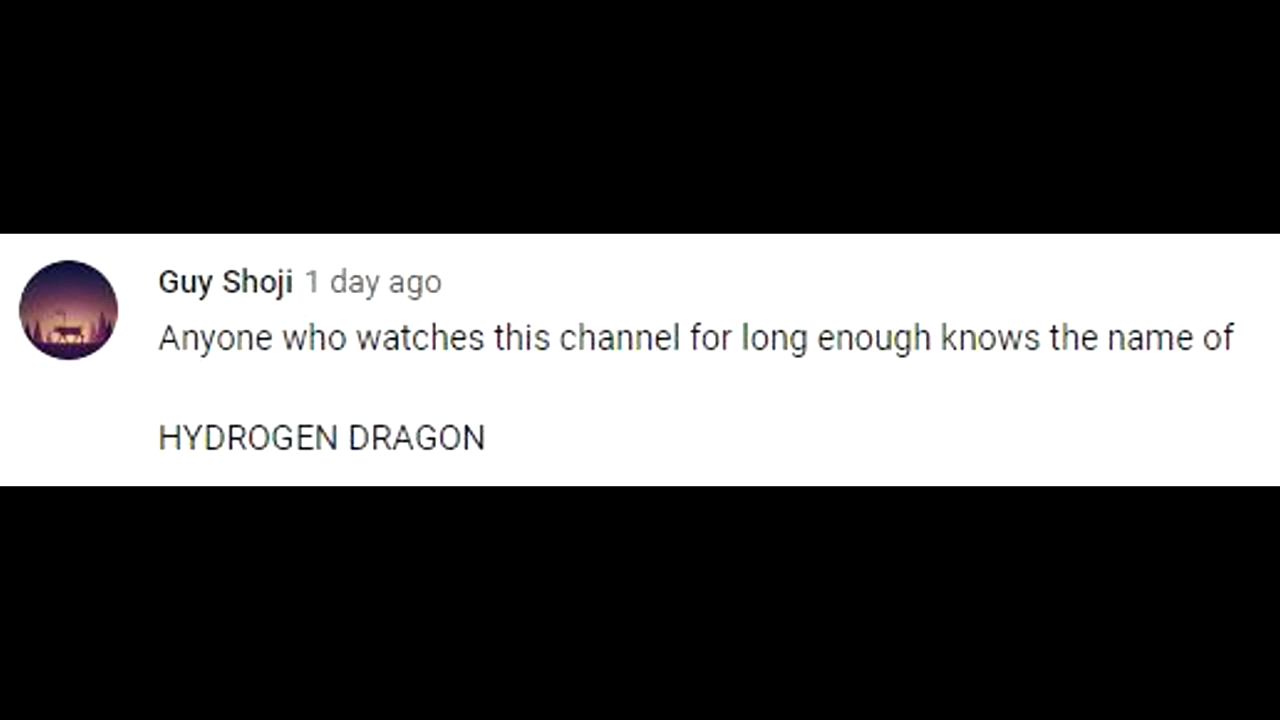 Guy Shoji 1 day ago
Anyone who watches this channel for long enough knows the name of
HYDROGEN DRAGON